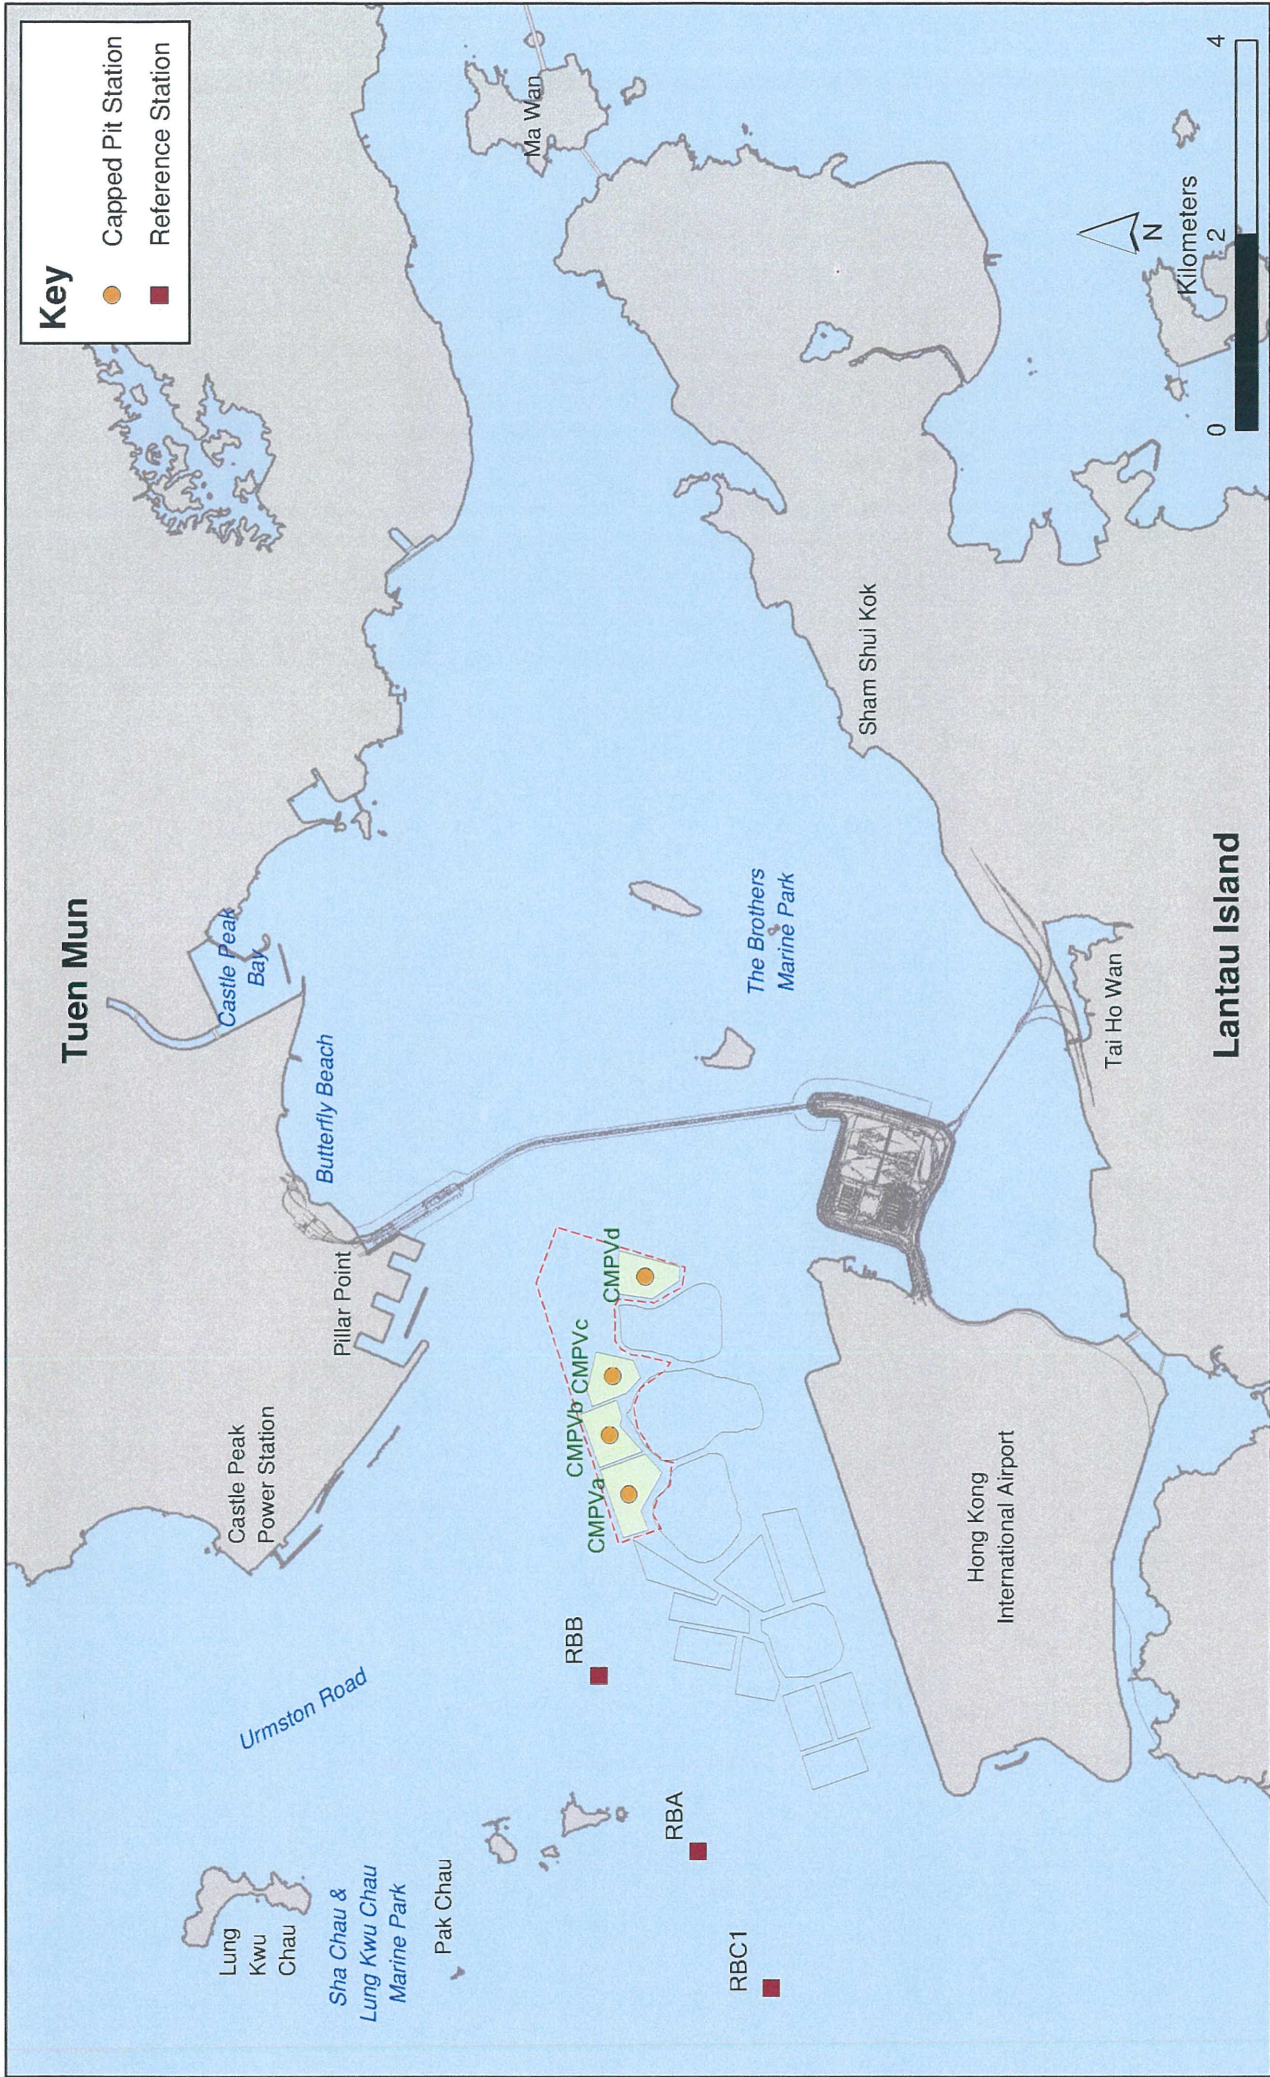 Key
Capped Pit Station
Reference Station
Tuen Mun
Castle Peak
Bay
Butterfly Beach
Pillar Point
Castle Peak
Power Station
Urmston Road
Lung
Kwu
Chau
Sha Chau &
Lung Kwu Chau
Marine Park
Pak Chau
Ma Wan
RBB
RBA
RBC1
CMPVa
CMPVb
CMPVc
CMPVd
The Brothers
Marine Park
Sham Shui Kok
Hong Kong
International Airport
Tai Ho Wan
Lantau Island
N
Kilometers
0 2 4